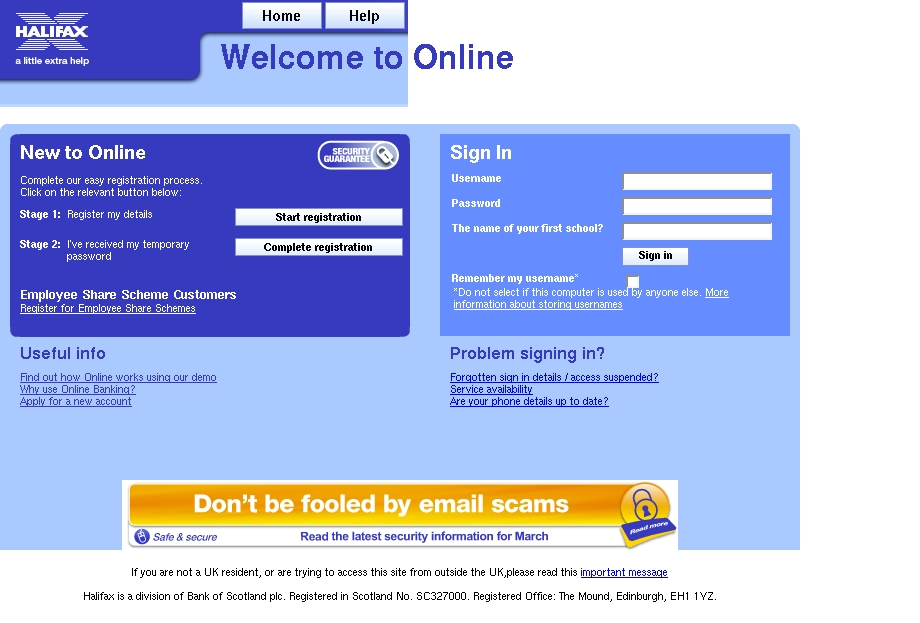 Home Help
HALIFAX
a little extra help
Welcome to Online
New to Online
SECURITY
GUARANTEE
Complete our easy registration process.
Click on the relevant button below:
Stage 1: Register my details
Start registration
Stage 2: I've received my temporary
password
Complete registration
Employee Share Scheme Customers
Register for Employee Share Schemes
Sign In
Username
Password
The name of your first school?
Sign in
Remember my username*
*Do not select if this computer is used by anyone else. More
information about storing usernames
Useful info
Find out how Online works using our demo
Why use Online Banking?
Apply for a new account
Problem signing in?
Forgotten sign in details / access suspended?
Service availability
Are your phone details up to date?
Don't be fooled by email scams
Safe & secure
Read the latest security information for March
Read more
If you are not a UK resident, or are trying to access this site from outside the UK,please read this important message
Halifax is a division of Bank of Scotland plc. Registered in Scotland No. SC327000. Registered Office: The Mound, Edinburgh, EH1 1YZ.